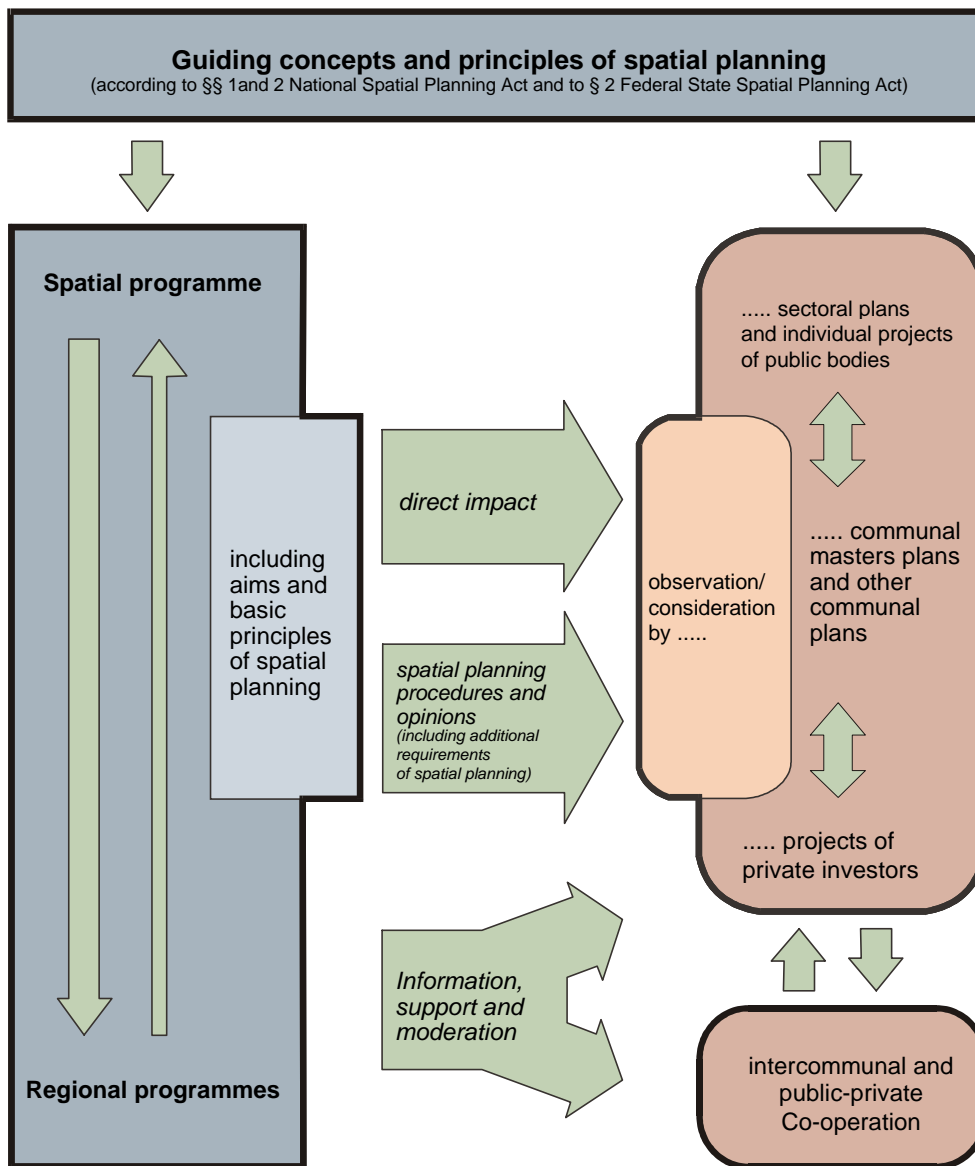 Guiding concepts and principles of spatial planning
(according to §§ 1and 2 National Spatial Planning Act and to § 2 Federal State Spatial Planning Act)
Spatial programme
including
aims and
basic
principles
of spatial
planning
Regional programmes
direct impact
spatial planning
procedures and
opinions
(including additional
requirements
of spatial planning)
Information,
support and
moderation
observation/
consideration
by .....
..... sectoral plans
and individual projects
of public bodies
..... communal
masters plans
and other
communal
plans
..... projects of
private investors
intercommunal and
public-private
Co-operation